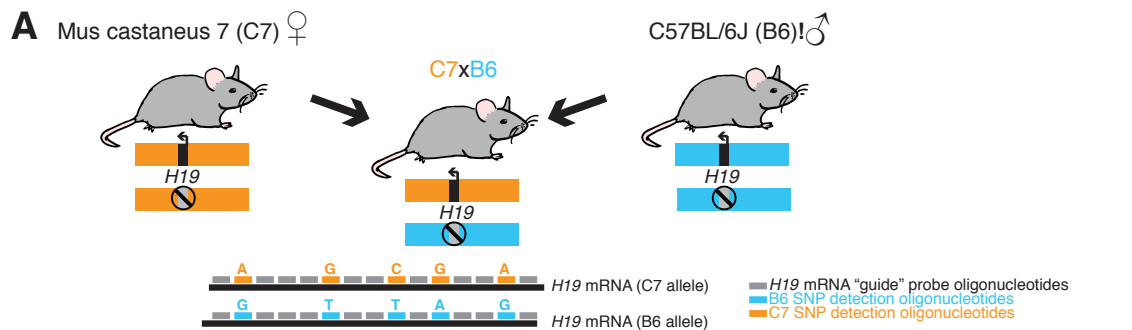 A Mus castaneus 7 (C7) ♀
C57BL/6J (B6)!♂
C7xB6
H19
H19
H19
A G C G A
H19 mRNA (C7 allele)
G T T A G
H19 mRNA (B6 allele)
H19 mRNA “guide” probe oligonucleotides
B6 SNP detection oligonucleotides
C7 SNP detection oligonucleotides